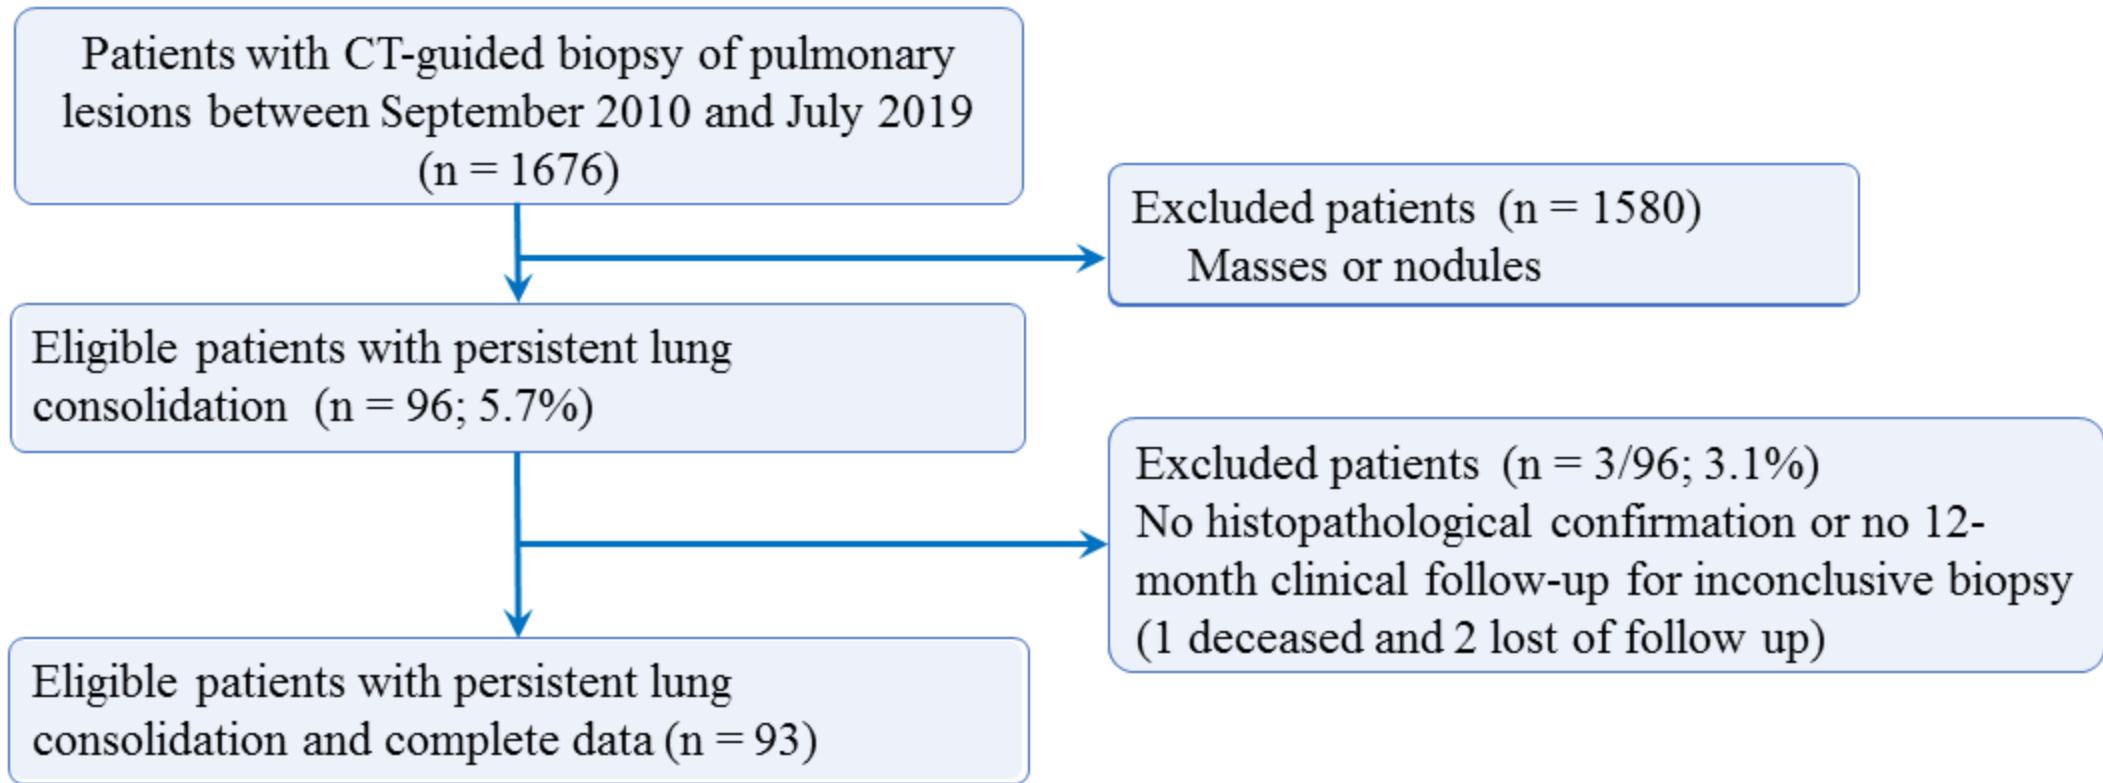 Patients with CT-guided biopsy of pulmonary
lesions between September 2010 and July 2019
(n = 1676)
Excluded patients (n = 1580)
Masses or nodules
Eligible patients with persistent lung
consolidation (n = 96; 5.7%)
Excluded patients (n = 3/96; 3.1%)
No histopathological confirmation or no 12-
month clinical follow-up for inconclusive biopsy
(1 deceased and 2 lost of follow up)
Eligible patients with persistent lung
consolidation and complete data (n = 93)